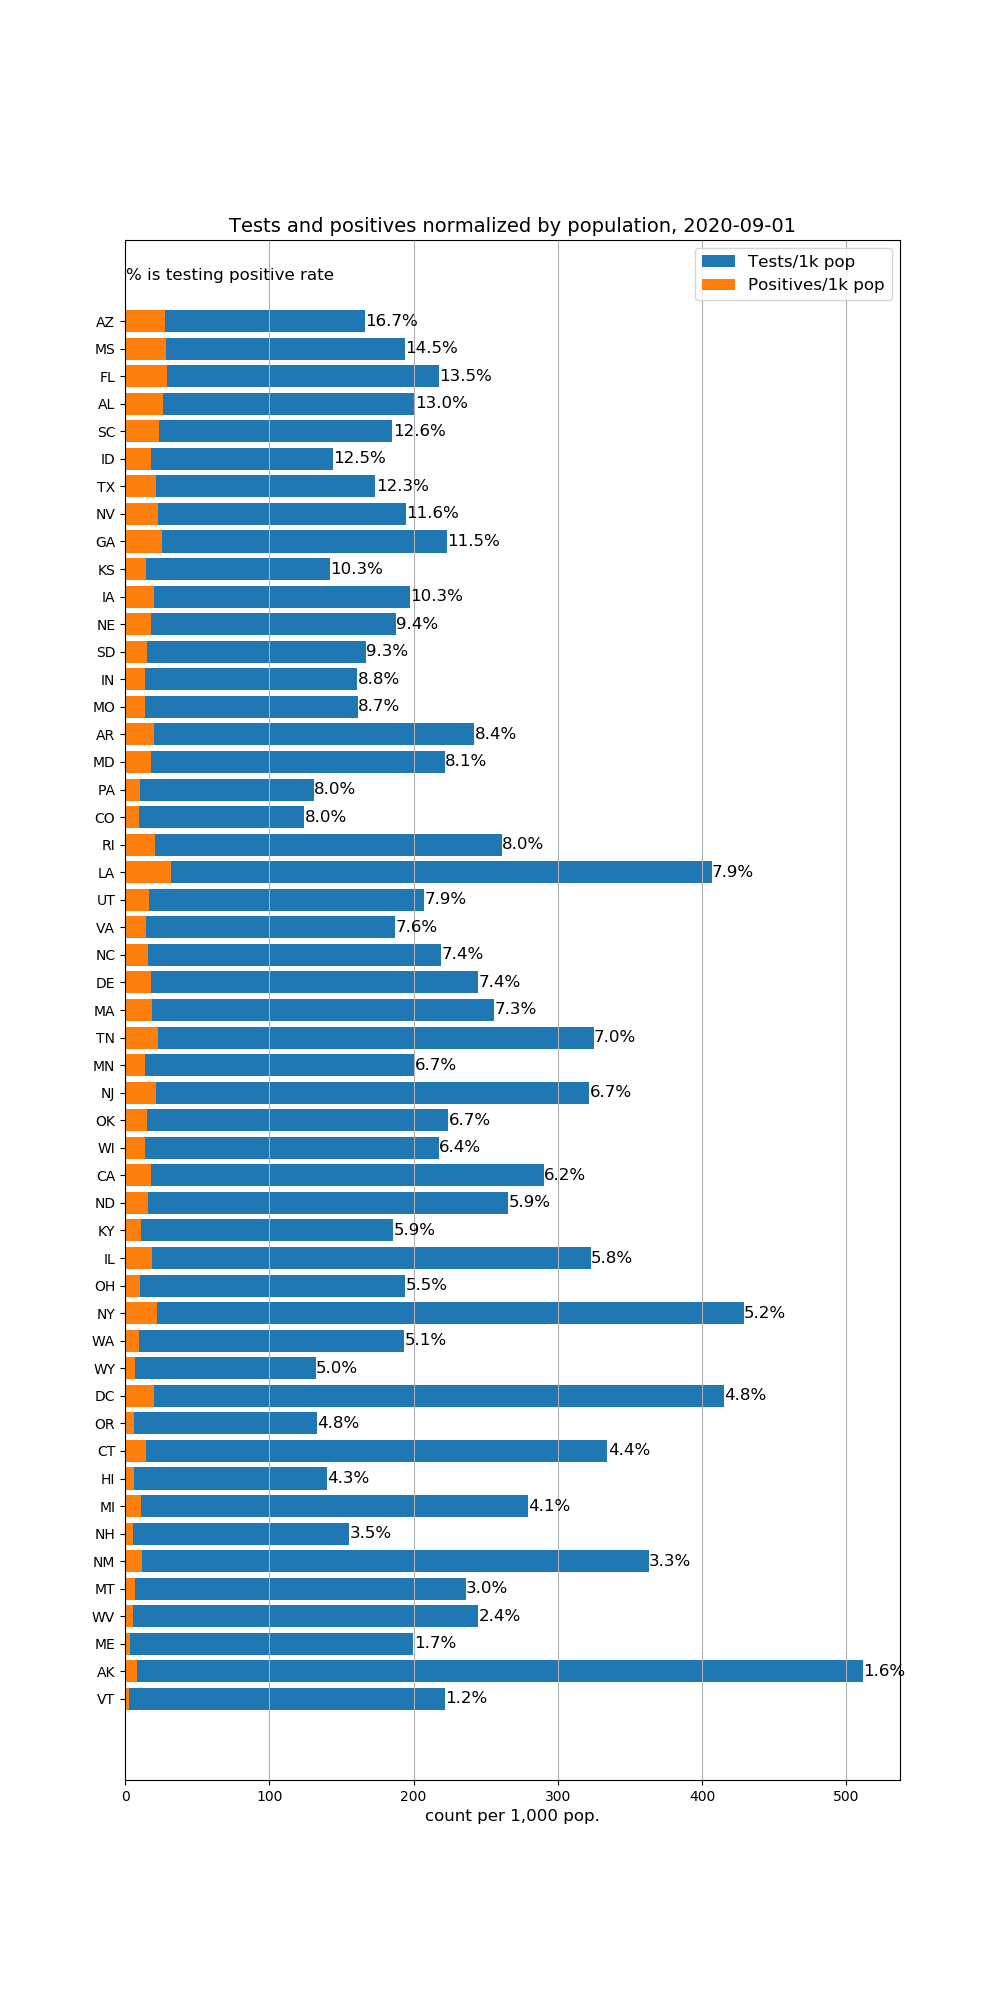 Tests and positives normalized by population, 2020-09-01
% is testing positive rate
Tests/1k pop
Positives/1k pop
AZ 16.7%
MS 14.5%
FL 13.5%
AL 13.0%
SC 12.6%
ID 12.5%
TX 12.3%
NV 11.6%
GA 11.5%
KS 10.3%
IA 10.3%
NE 9.4%
SD 9.3%
IN 8.8%
MO 8.7%
AR 8.4%
MD 8.1%
PA 8.0%
CO 8.0%
RI 8.0%
LA 7.9%
UT 7.9%
VA 7.6%
NC 7.4%
DE 7.4%
MA 7.3%
TN 7.0%
MN 6.7%
NJ 6.7%
OK 6.7%
WI 6.4%
CA 6.2%
ND 5.9%
KY 5.9%
IL 5.8%
OH 5.5%
NY 5.2%
WA 5.1%
WY 5.0%
DC 4.8%
OR 4.8%
CT 4.4%
HI 4.3%
MI 4.1%
NH 3.5%
NM 3.3%
MT 3.0%
WV 2.4%
ME 1.7%
AK 1.6%
VT 1.2%
0 100 200 300 400 500
count per 1,000 pop.